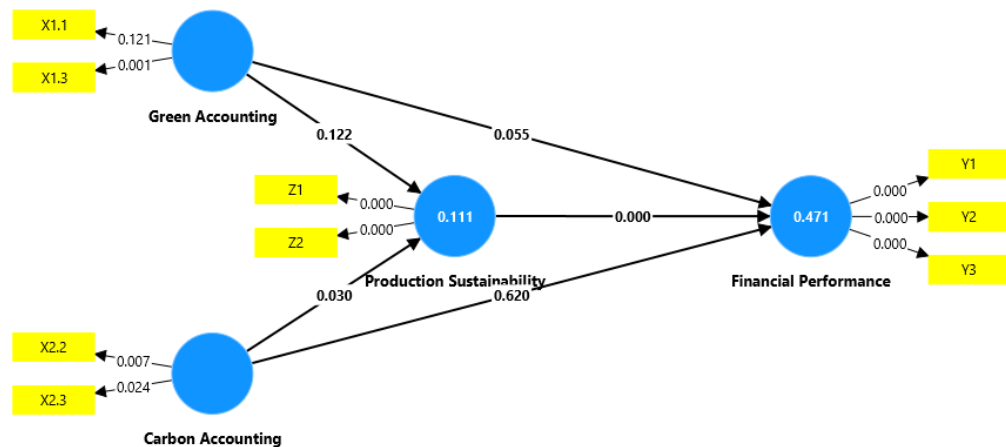 X1.1
0.121
X1.3
0.001
Green Accounting
0.122
0.055
Z1
0.000
Z2
0.000
0.111
Production Sustainability
0.000
0.471
Financial Performance
Y1
0.000
Y2
0.000
Y3
0.000
0.030
0.620
X2.2
0.007
X2.3
0.024
Carbon Accounting